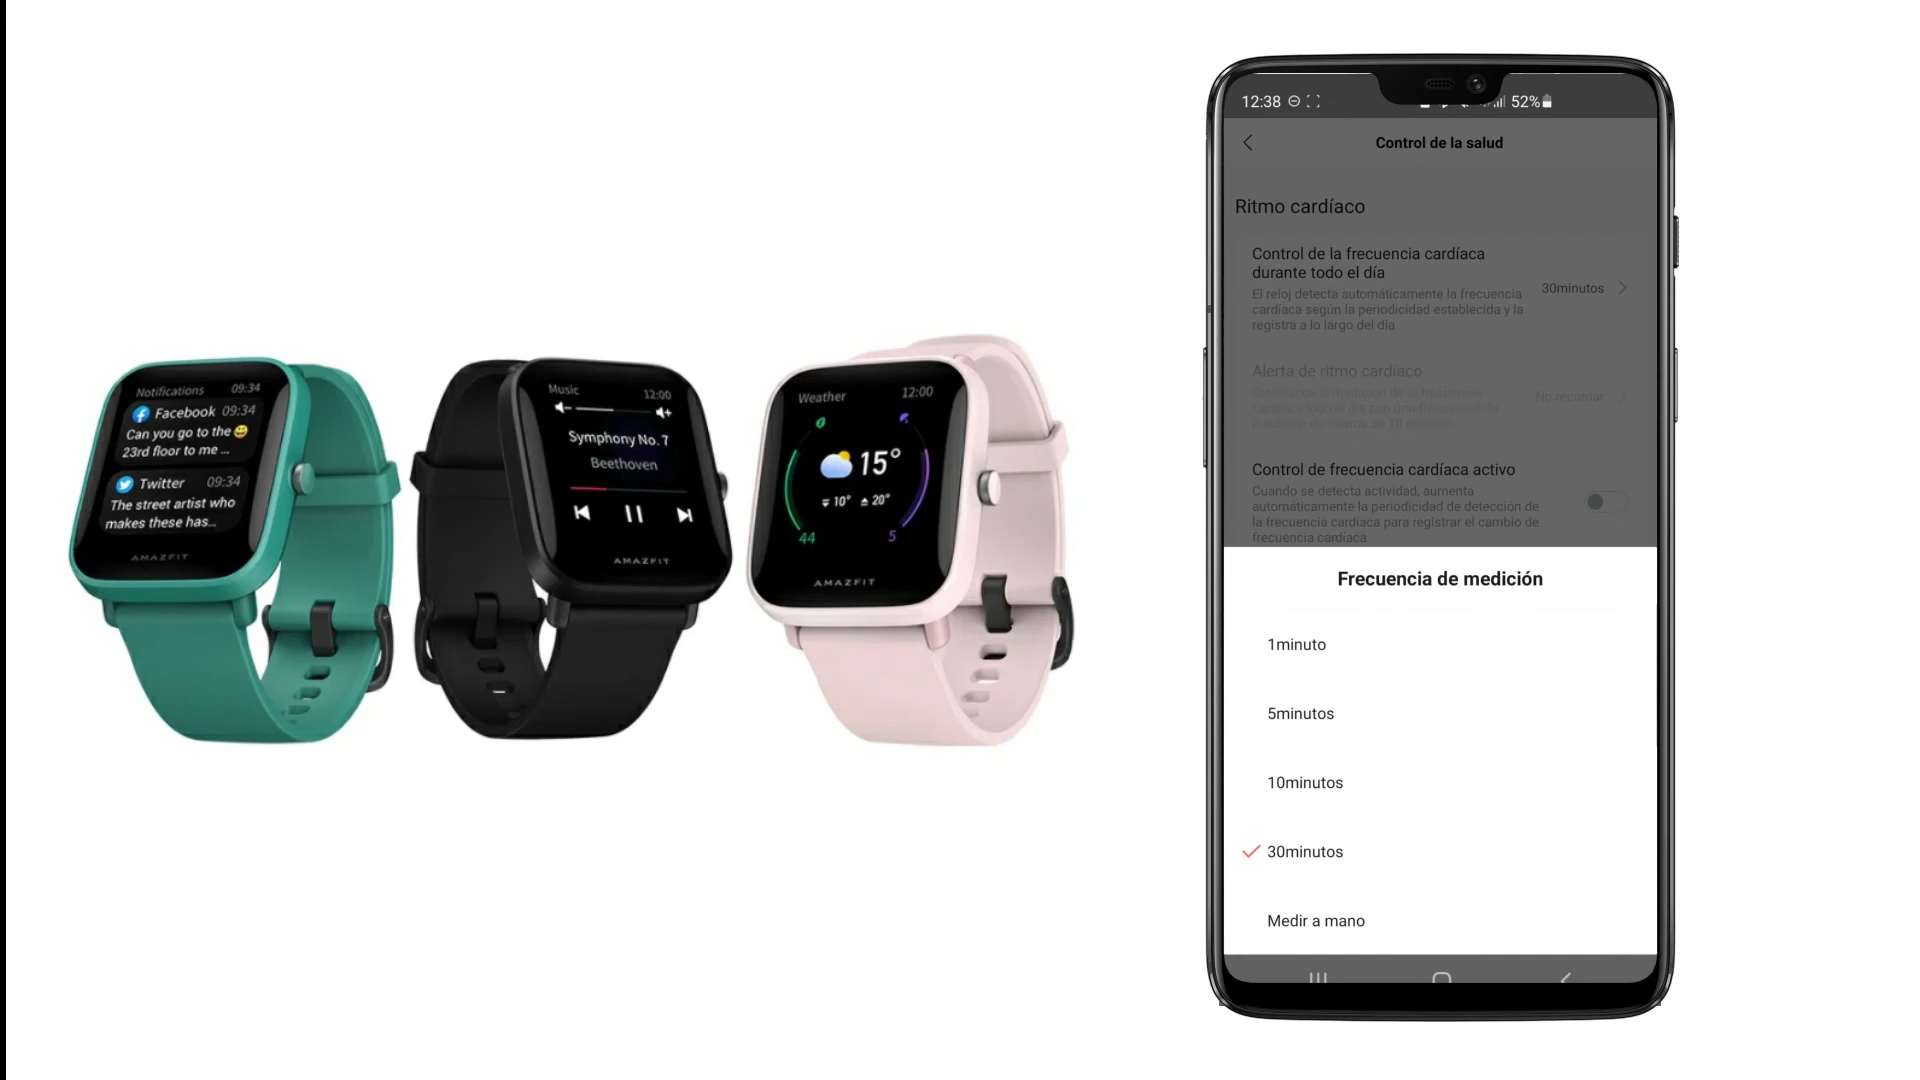 Notifications 09:34
Facebook 09:34
Can you go to the 😀
23rd floor to me ...
Twitter 09:34
The street artist who
makes these has...
AMAZFIT
Music 12:00
Symphony No. 7
Beethoven
AMAZFIT
Weather 12:00
15°
10° 20°
44 5
AMAZFIT
12:38 52%
Control de la salud
Ritmo cardíaco
Control de la frecuencia cardíaca
durante todo el día
30minutos
El reloj detecta automáticamente la frecuencia
cardíaca según la periodicidad establecida y la
registra a lo largo del día
Alerta de ritmo cardíaco
No recordar
Control de frecuencia cardíaca activo
Cuando se detecta actividad, aumenta
automáticamente la periodicidad de detección de
la frecuencia cardíaca para registrar el cambio de
frecuencia cardíaca
Frecuencia de medición
1minuto
5minutos
10minutos
30minutos
Medir a mano